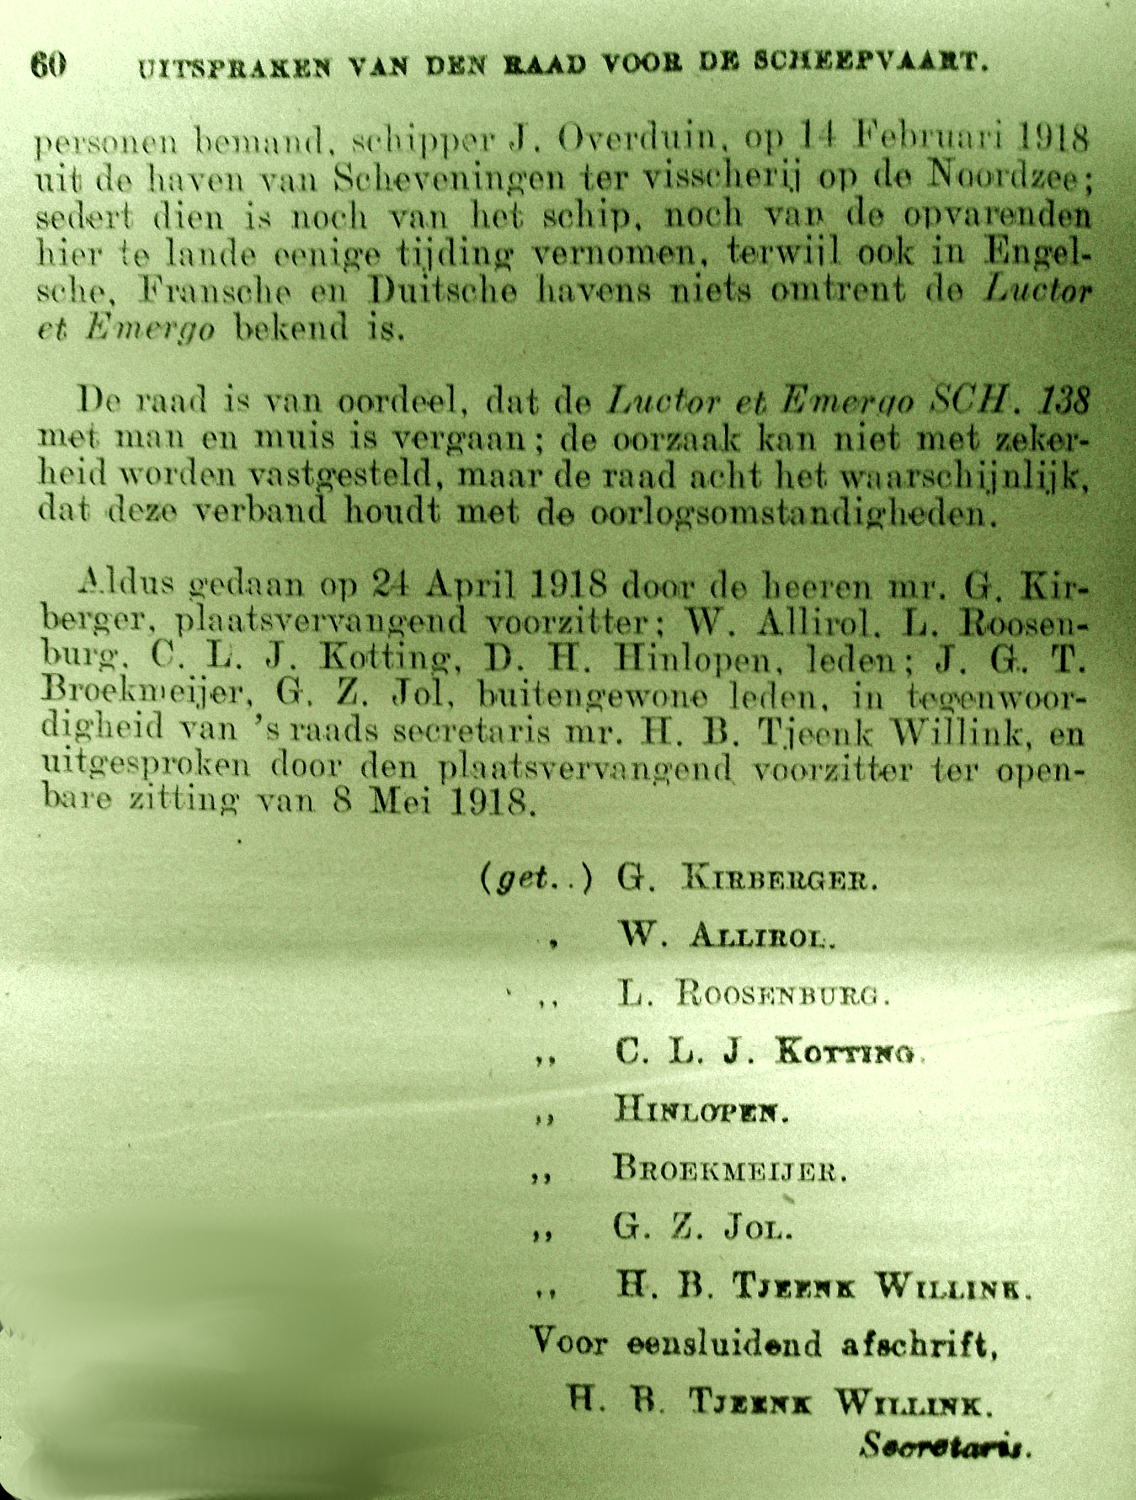 60 UITSPRAKEN VAN DEN RAAD VOOR DE SCHEEPVAART.
personen bemand, schipper J. Overduin, op 14 Februari 1918
uit de haven van Scheveningen ter visscherij op de Noordzee;
sedert dien is noch van het schip, noch van de opvarenden
hier te lande eenige tijding vernomen, terwijl ook in Engel-
sche, Fransche en Duitsche havens niets omtrent de Luctor
et Emergo bekend is.
De raad is van oordeel, dat de Luctor et Emergo SCH. 138
met man en muis is vergaan; de oorzaak kan niet met zeker-
heid worden vastgesteld, maar de raad acht het waarschijnlijk,
dat deze verband houdt met de oorlogsomstandigheden.
Aldus gedaan op 24 April 1918 door de heeren mr. G. Kir-
berger, plaatsvervangend voorzitter; W. Allirol, L. Roosen-
burg, C. L. J. Kotting, D. H. Hinlopen, leden; J. G. T.
Broekmeijer, G. Z. Jol, buitengewone leden, in tegenwoor-
digheid van 's raads secretaris mr. H. B. Tjeenk Willink, en
uitgesproken door den plaatsvervangend voorzitter ter open-
bare zitting van 8 Mei 1918.
(get..) G. KIRBERGER.
, W. ALLIROL.
,, L. ROOSENBURG.
,, C. L. J. KOTTING.
,, HINLOPEN.
,, BROEKMEIJER.
,, G. Z. JOL.
,, H. B. TJEENK WILLINK.
Voor eensluidend afschrift,
H. B. TJEENK WILLINK.
Secretaris.